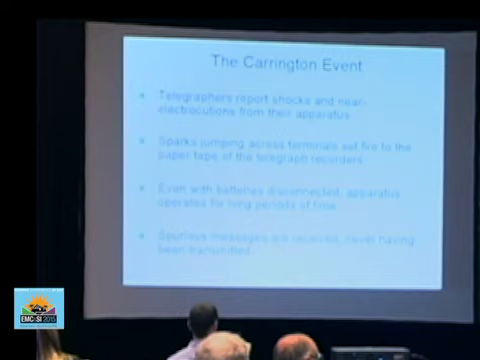 The Carrington Event
Telegraphers report shocks and near-
electrocutions from their apparatus
Sparks jumping across terminals set fire to the
paper tape of the telegraph recorders
Even with batteries disconnected, apparatus
operates for long periods of time
Spurious messages are received, never having
been transmitted
EMC&SI 2015